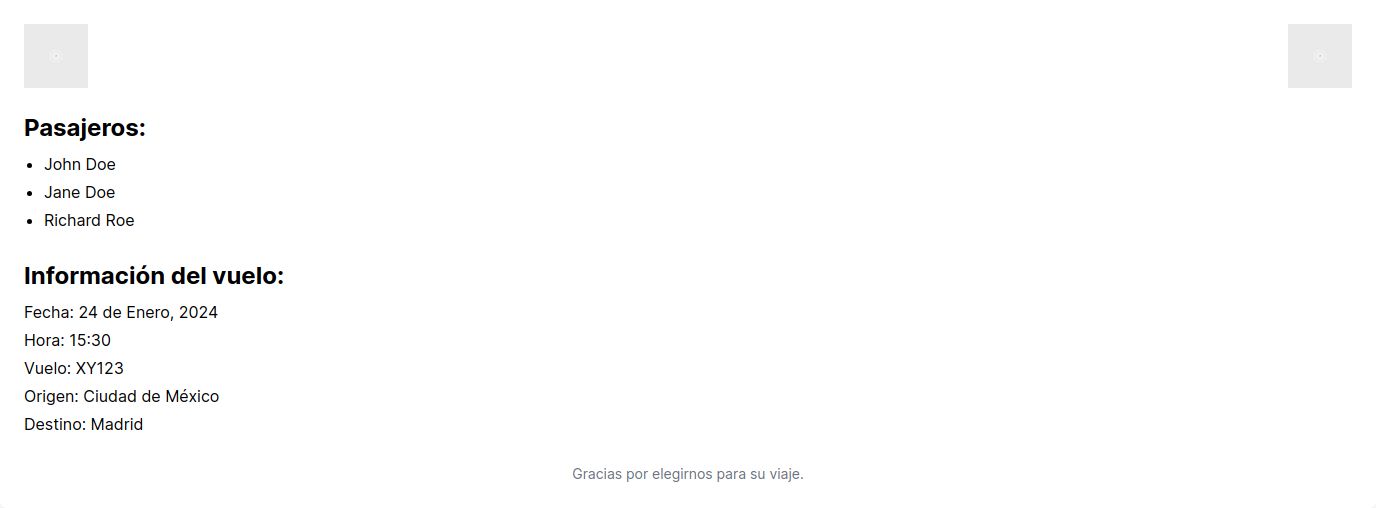 Pasajeros:
John Doe
Jane Doe
Richard Roe
Información del vuelo:
Fecha: 24 de Enero, 2024
Hora: 15:30
Vuelo: XY123
Origen: Ciudad de México
Destino: Madrid
Gracias por elegirnos para su viaje.